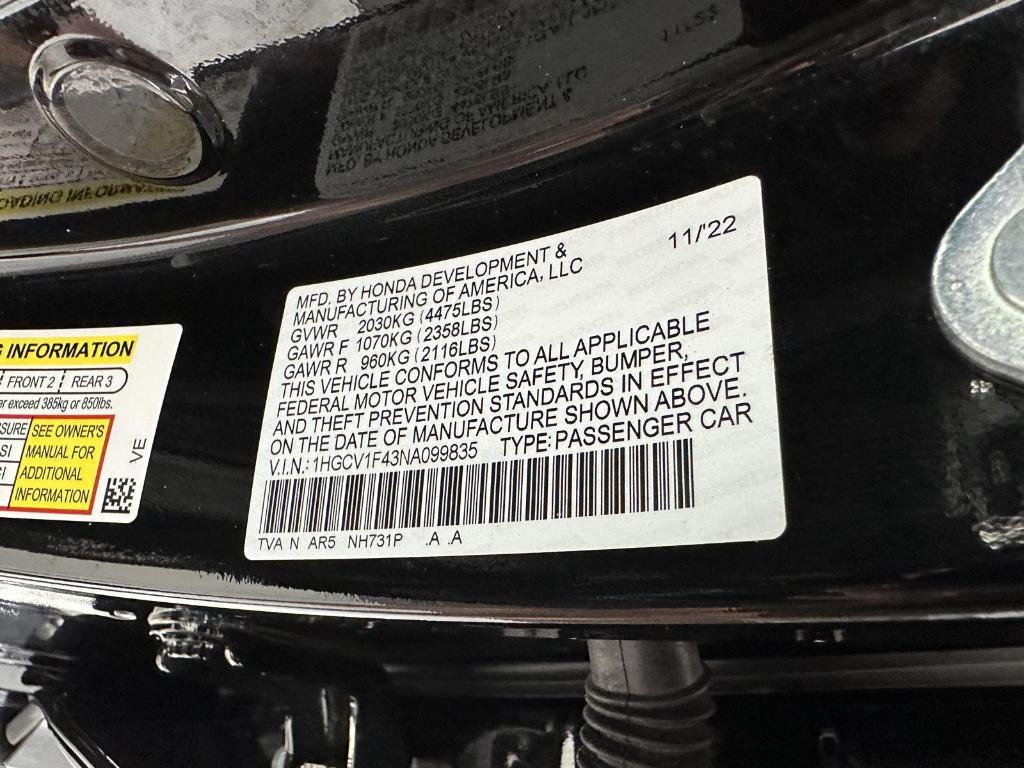 11/'22
MFD. BY HONDA DEVELOPMENT &
MANUFACTURING OF AMERICA, LLC
GVWR 2030KG (4475LBS)
GAWR F 1070KG (2358LBS)
GAWR R 960KG (2116LBS)
THIS VEHICLE CONFORMS TO ALL APPLICABLE
FEDERAL MOTOR VEHICLE SAFETY, BUMPER,
AND THEFT PREVENTION STANDARDS IN EFFECT
ON THE DATE OF MANUFACTURE SHOWN ABOVE.
V.I.N.: 1HGCV1F43NA099835 TYPE: PASSENGER CAR
TVA N AR5 NH731P .A .A
INFORMATION
FRONT 2 REAR 3
exceed 385kg or 850lbs.
SEE OWNER'S
MANUAL FOR
ADDITIONAL
INFORMATION
VE